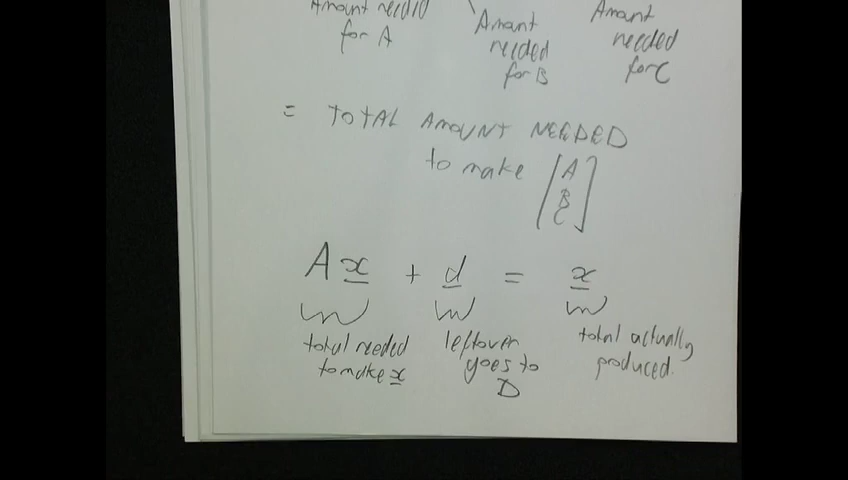 Amount needed
for A
Amount
needed
for B
Amount
needed
for C
= TOTAL AMOUNT NEEDED
to make [A
B
C]
A x + d = x
total needed
to make x
leftover
goes to
D
total actually
produced.